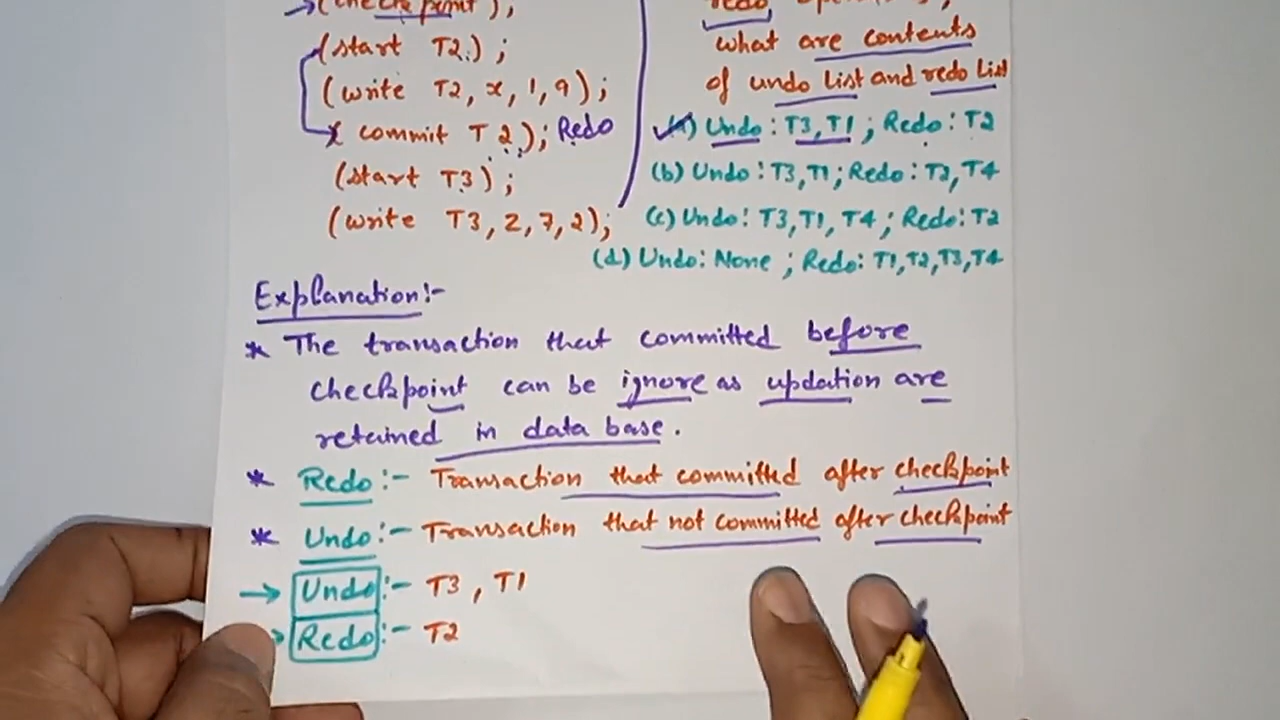 (checkpoint);
(start T2);
(write T2, x, 1, 9);
( commit T2); Redo
(start T3);
(write T3, z, 7, 2);
redo
what are contents
of undo list and redo list
(a) Undo : T3, T1 ; Redo : T2
(b) Undo : T3, T1 ; Redo : T2, T4
(c) Undo : T3, T1, T4 ; Redo : T2
(d) Undo : None ; Redo : T1, T2, T3, T4
Explanation:-
* The transaction that committed before
checkpoint can be ignore as updation are
retained in data base.
* Redo :- Transaction that committed after checkpoint
* Undo :- Transaction that not committed after checkpoint
→ Undo :- T3 , T1
→ Redo :- T2